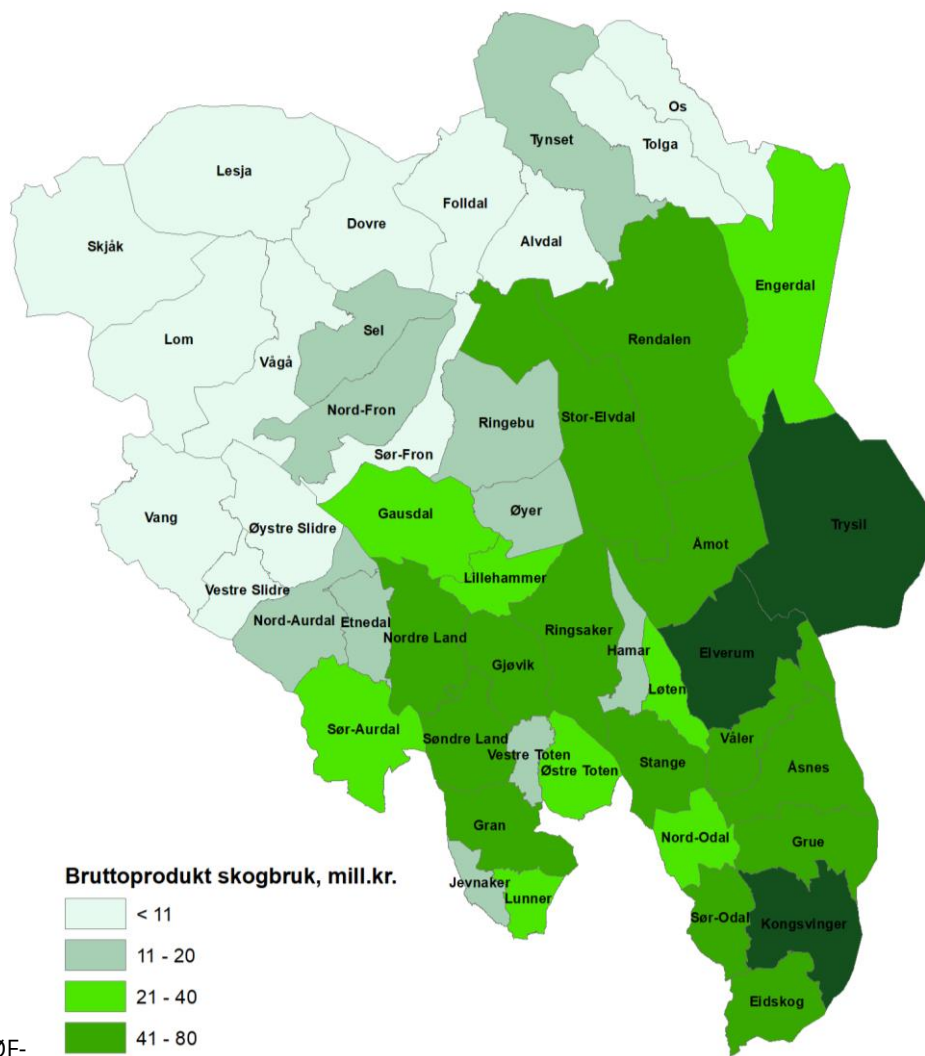 Os
Tynset
Tolga
Lesja
Folldal
Dovre
Alvdal
Skjåk
Engerdal
Sel
Rendalen
Lom
Vågå
Nord-Fron
Stor-Elvdal
Ringebu
Sør-Fron
Vang
Gausdal
Øyer
Trysil
Øystre Slidre
Åmot
Lillehammer
Vestre Slidre
Nord-Aurdal
Etnedal
Nordre Land
Ringsaker
Hamar
Elverum
Gjøvik
Løten
Sør-Aurdal
Søndre Land
Vestre Toten
Østre Toten
Stange
Våler
Åsnes
Gran
Nord-Odal
Grue
Jevnaker
Lunner
Sør-Odal
Kongsvinger
Eidskog
Bruttoprodukt skogbruk, mill.kr.
< 11
11 - 20
21 - 40
41 - 80
ØF-